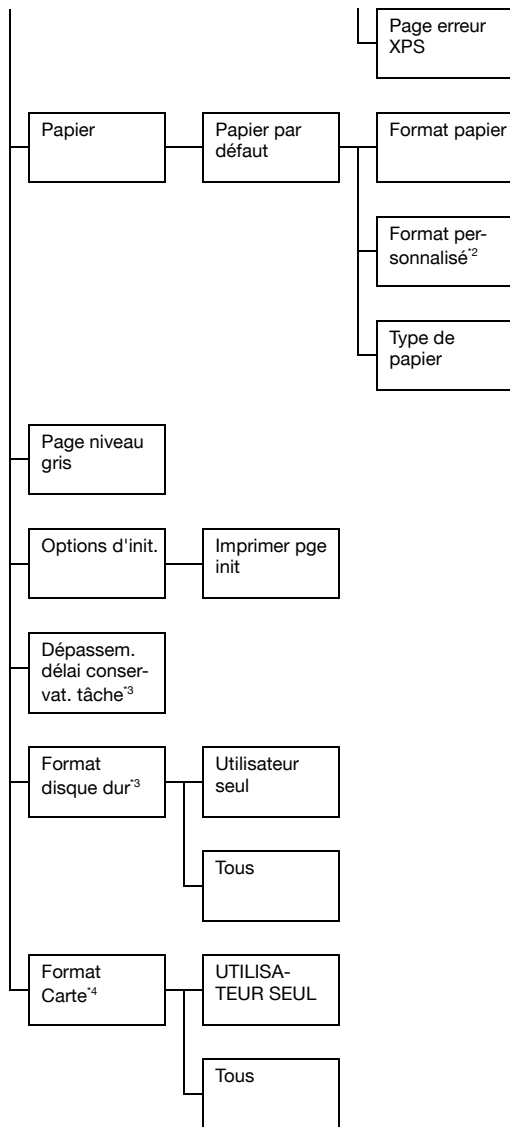 Page erreur
XPS
Papier
Papier par
défaut
Format papier
Format per-
sonnalisé*2
Type de
papier
Page niveau
gris
Options d'init.
Imprimer pge
init
Dépassem.
délai conser-
vat. tâche*3
Format
disque dur*3
Utilisateur
seul
Tous
Format
Carte*4
UTILISA-
TEUR SEUL
Tous